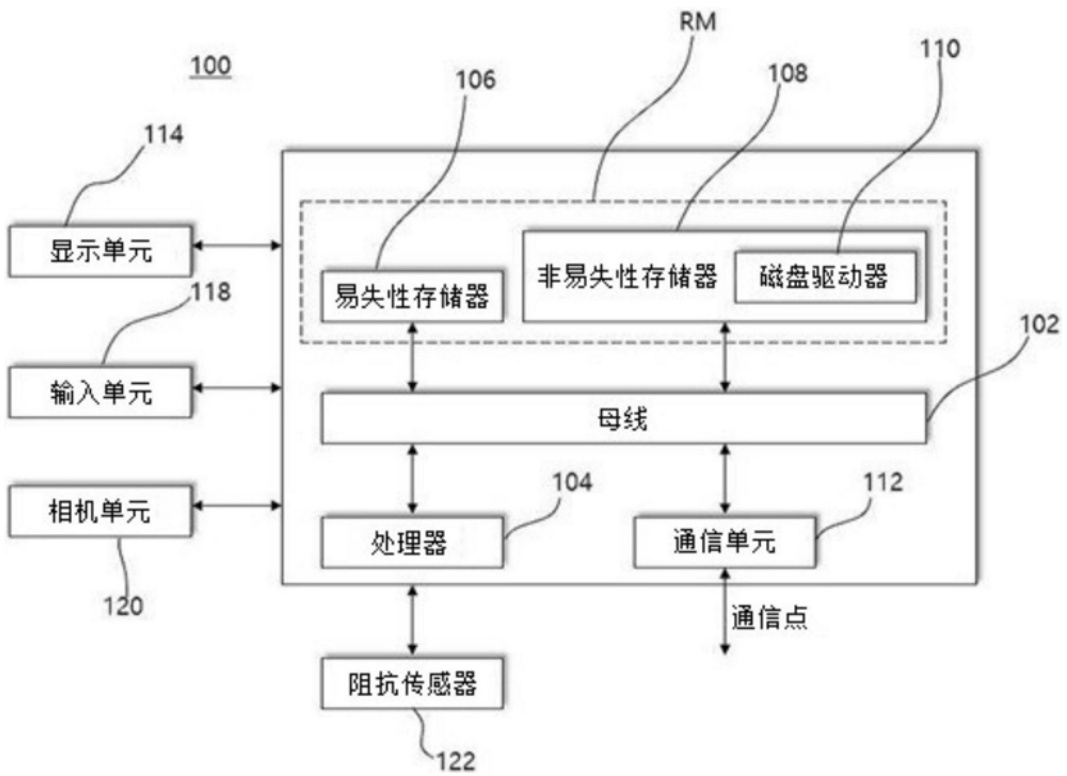 RM
100
106
108
110
114
显示单元
易失性存储器
非易失性存储器
磁盘驱动器
118
102
输入单元
母线
相机单元
104
112
处理器
通信单元
120
通信点
阻抗传感器
122